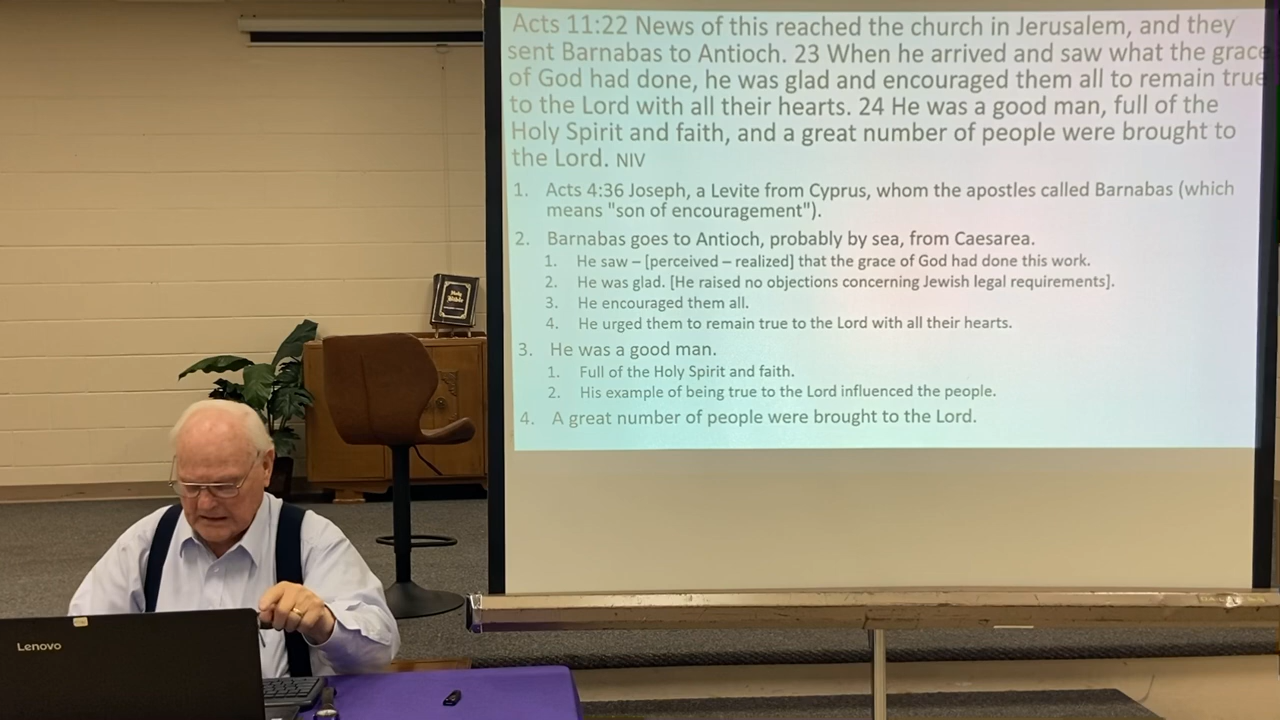 Acts 11:22 News of this reached the church in Jerusalem, and they
sent Barnabas to Antioch. 23 When he arrived and saw what the grace
of God had done, he was glad and encouraged them all to remain true
to the Lord with all their hearts. 24 He was a good man, full of the
Holy Spirit and faith, and a great number of people were brought to
the Lord. NIV
1. Acts 4:36 Joseph, a Levite from Cyprus, whom the apostles called Barnabas (which
means "son of encouragement").
2. Barnabas goes to Antioch, probably by sea, from Caesarea.
1. He saw – [perceived – realized] that the grace of God had done this work.
2. He was glad. [He raised no objections concerning Jewish legal requirements].
3. He encouraged them all.
4. He urged them to remain true to the Lord with all their hearts.
3. He was a good man.
1. Full of the Holy Spirit and faith.
2. His example of being true to the Lord influenced the people.
4. A great number of people were brought to the Lord.
Holy
Bible
Lenovo